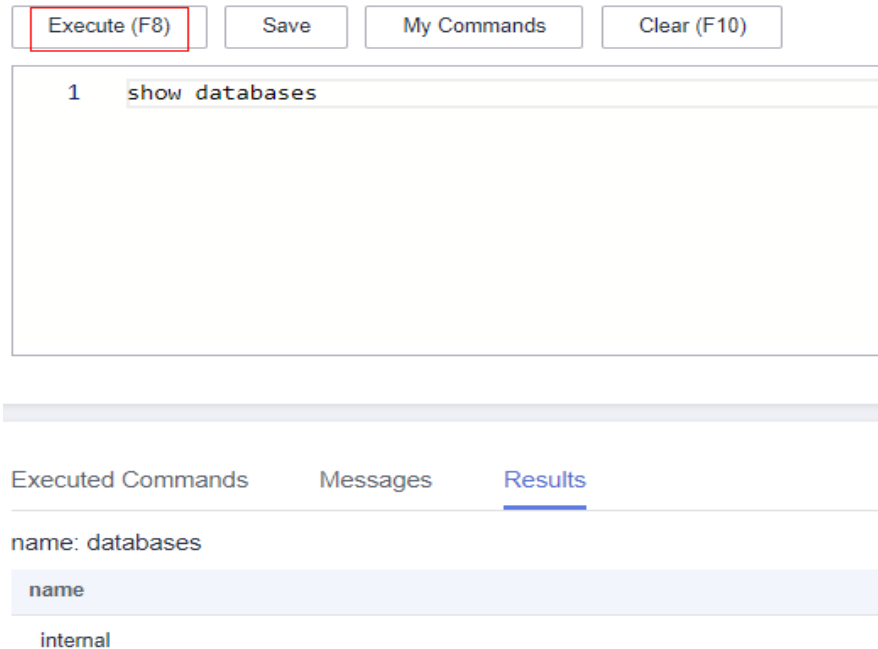 Execute (F8) Save My Commands Clear (F10)
1 show databases
Executed Commands Messages Results
name: databases
name
internal